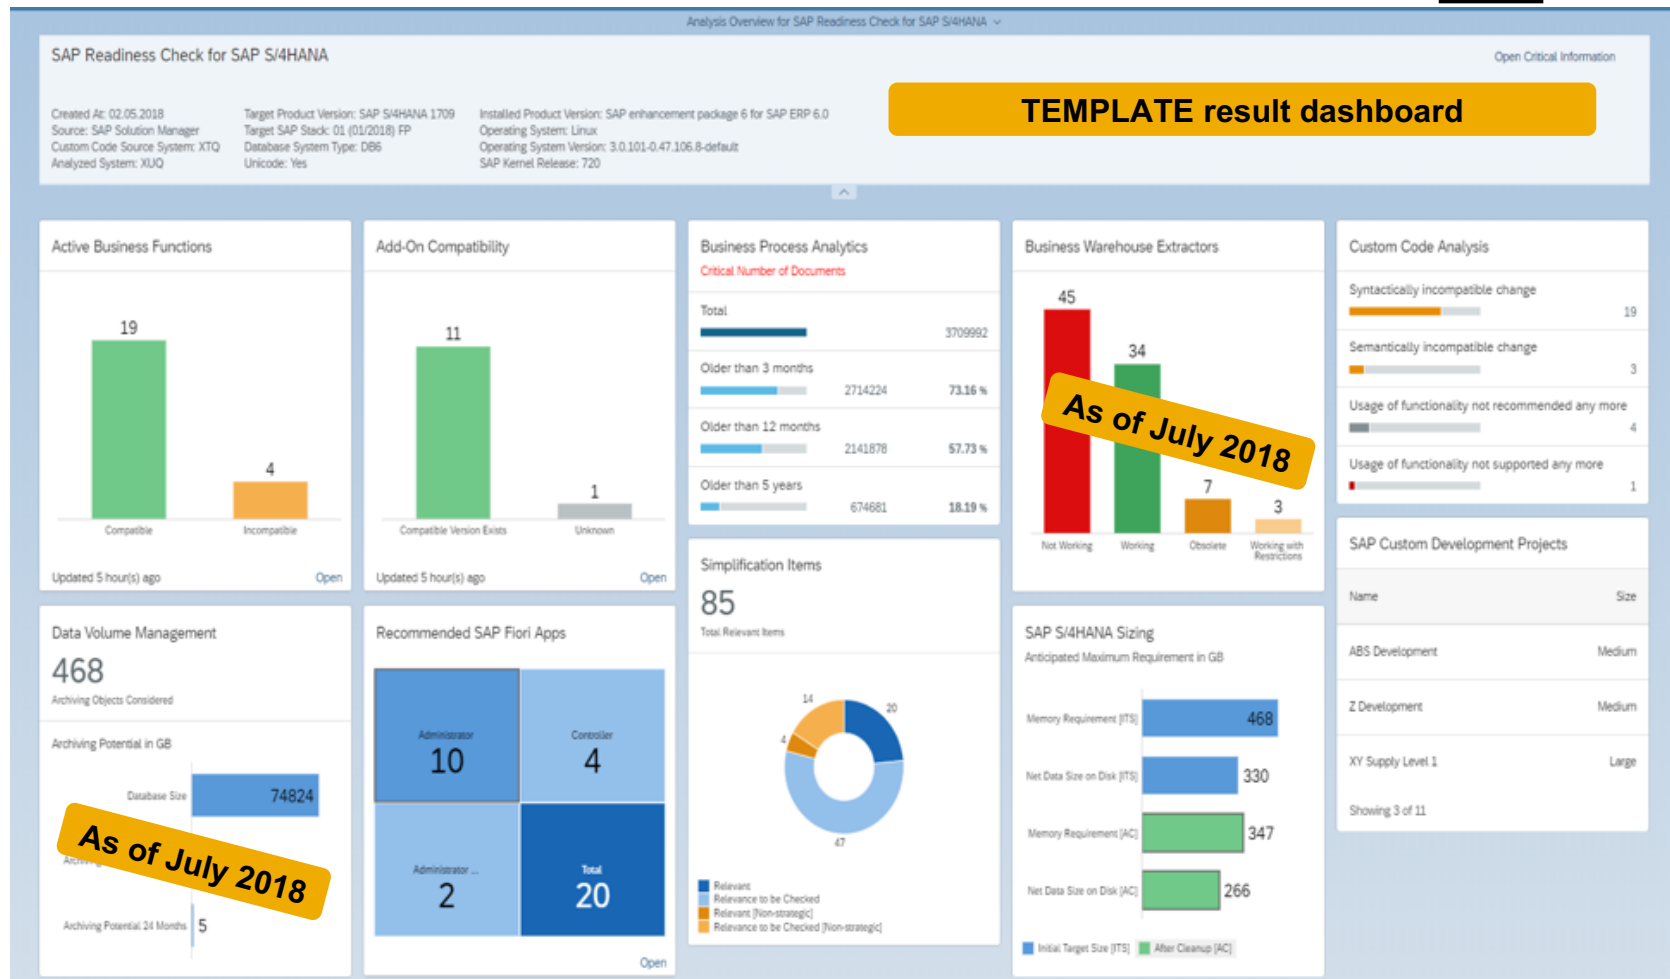 Analysis Overview for SAP Readiness Check for SAP S/4HANA
SAP Readiness Check for SAP S/4HANA
Open Critical Information
TEMPLATE result dashboard
Created At: 02.05.2018
Source: SAP Solution Manager
Custom Code Source System: XTQ
Analyzed System: XUQ
Target Product Version: SAP S/4HANA 1709
Target SAP Stack: 01 (01/2018) FP
Database System Type: DB6
Unicode: Yes
Installed Product Version: SAP enhancement package 6 for SAP ERP 6.0
Operating System: Linux
Operating System Version: 3.0.101-0.47.106.8-default
SAP Kernel Release: 720
Active Business Functions
19
4
Compatible
Incompatible
Updated 5 hour(s) ago
Open
Add-On Compatibility
11
1
Compatible Version Exists
Unknown
Updated 5 hour(s) ago
Open
Business Process Analytics
Critical Number of Documents
Total
3709992
Older than 3 months
2714224 73.16 %
Older than 12 months
2141878 57.73 %
Older than 5 years
674681 18.19 %
Business Warehouse Extractors
45
34
7
3
Not Working
Working
Obsolete
Working with
Restrictions
As of July 2018
Custom Code Analysis
Syntactically incompatible change
19
Semantically incompatible change
3
Usage of functionality not recommended any more
4
Usage of functionality not supported any more
1
SAP Custom Development Projects
Name Size
ABS Development Medium
Z Development Medium
XY Supply Level 1 Large
Showing 3 of 11
Data Volume Management
468
Archiving Objects Considered
Archiving Potential in GB
Database Size 74824
As of July 2018
Archiving Potential 24 Months 5
Recommended SAP Fiori Apps
Administrator
10
Controller
4
Administrator ...
2
Total
20
Open
Simplification Items
85
Total Relevant Items
14
20
4
47
Relevant
Relevance to be Checked
Relevant [Non-strategic]
Relevance to be Checked [Non-strategic]
SAP S/4HANA Sizing
Anticipated Maximum Requirement in GB
Memory Requirement [ITS] 468
Net Data Size on Disk [ITS] 330
Memory Requirement [AC] 347
Net Data Size on Disk [AC] 266
Initial Target Size [ITS] After Cleanup [AC]